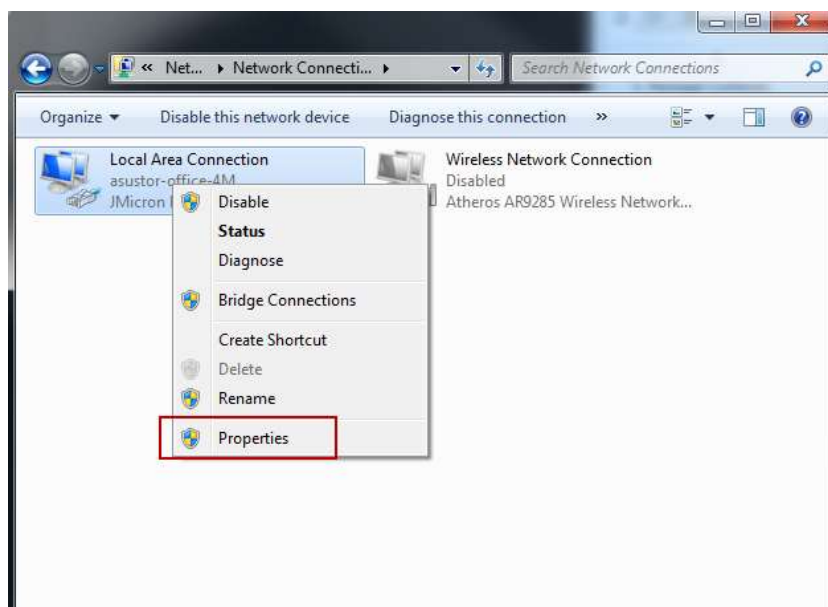 « Net... ▸ Network Connecti... ▸
Search Network Connections
Organize Disable this network device Diagnose this connection »
Local Area Connection
asustor-office-4M
JMicron
Wireless Network Connection
Disabled
Atheros AR9285 Wireless Network...
Disable
Status
Diagnose
Bridge Connections
Create Shortcut
Delete
Rename
Properties